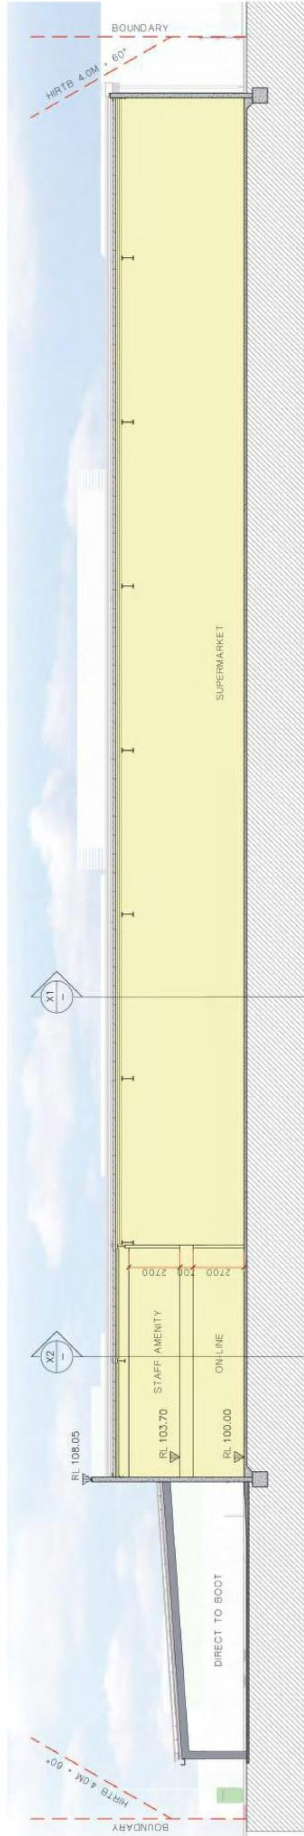 HIRTB 4.0M + 60°
BOUNDARY
RL 108.05
DIRECT TO BOOT
X2
–
STAFF AMENITY
RL 103.70
ON-LINE
RL 100.00
2700
2700
X1
–
SUPERMARKET
BOUNDARY
HIRTB 4.0M + 60°